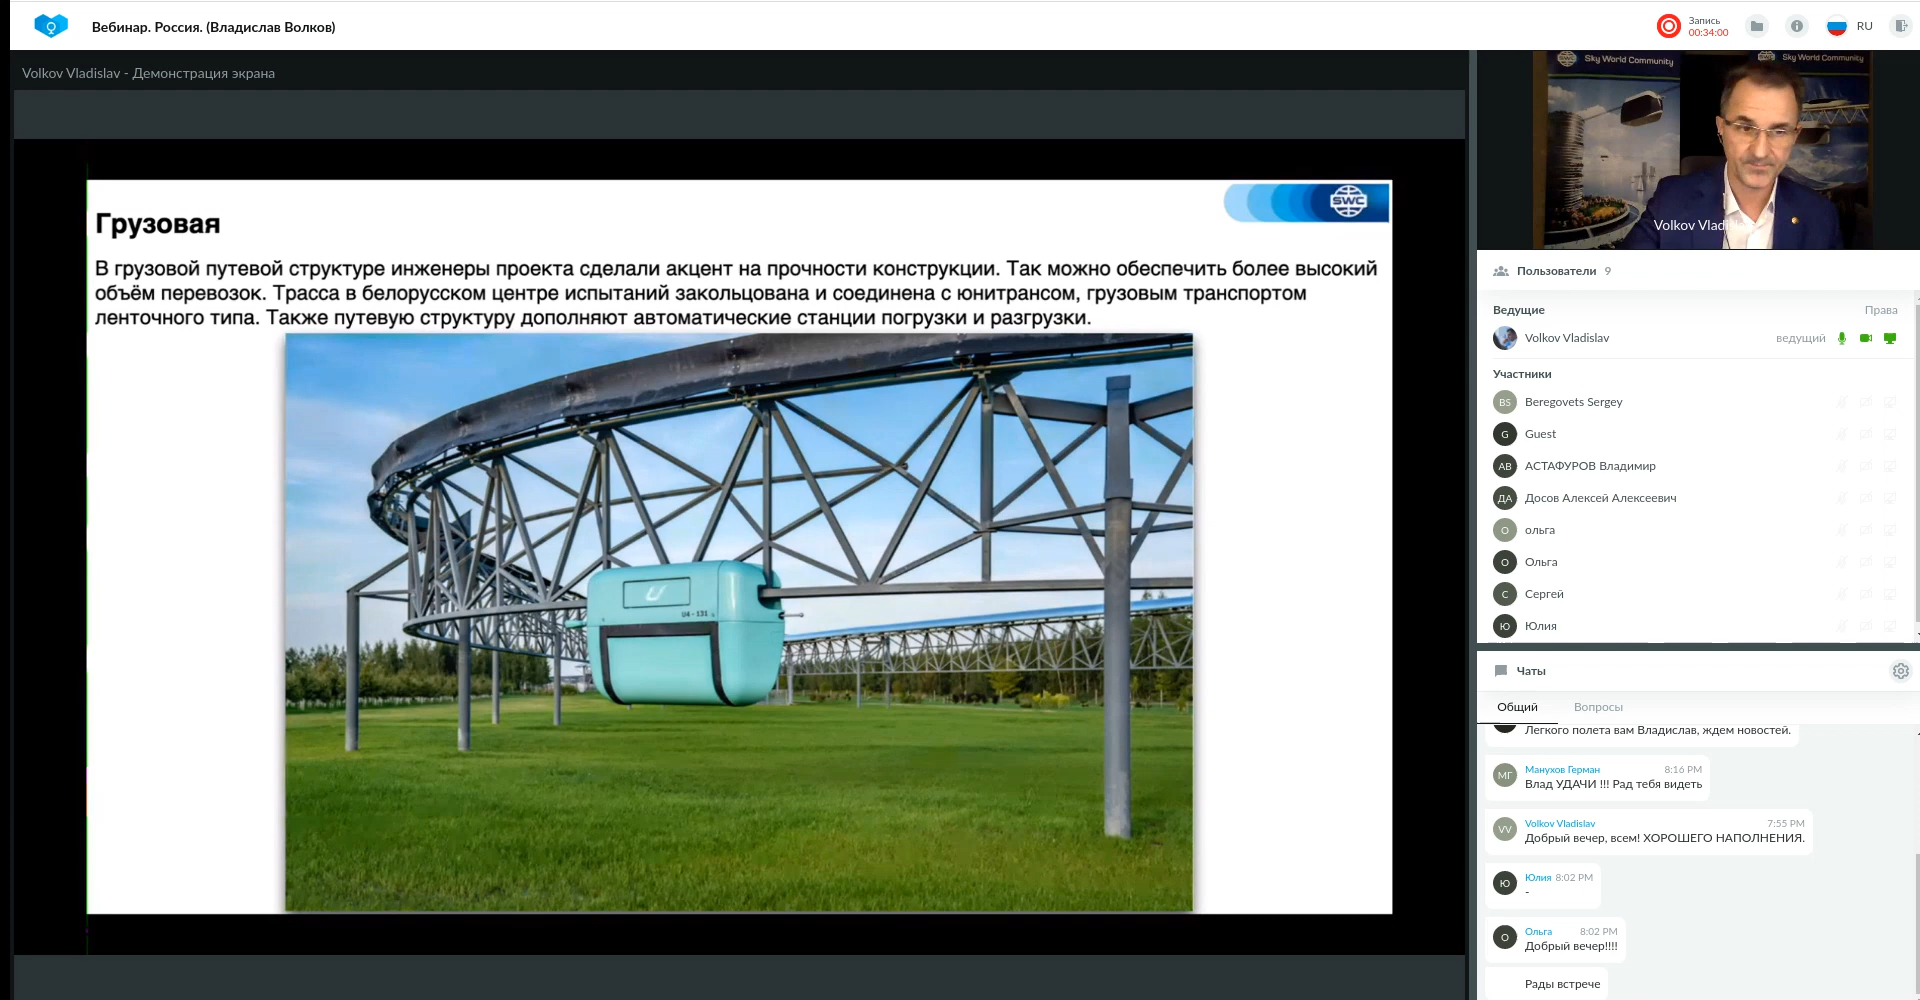 Вебинар. Россия. (Владислав Волков)
Запись
00:34:00
RU
Volkov Vladislav - Демонстрация экрана
SWC
Грузовая
В грузовой путевой структуре инженеры проекта сделали акцент на прочности конструкции. Так можно обеспечить более высокий
объём перевозок. Трасса в белорусском центре испытаний закольцована и соединена с юнитрансом, грузовым транспортом
ленточного типа. Также путевую структуру дополняют автоматические станции погрузки и разгрузки.
U4-131
Sky World Community
Sky World Community
Volkov Vladislav
Пользователи 9
Ведущие Права
Volkov Vladislav ведущий
Участники
BS Beregovets Sergey
G Guest
АВ АСТАФУРОВ Владимир
ДА Досов Алексей Алексеевич
О ольга
О Ольга
С Сергей
Ю Юлия
Чаты
Общий Вопросы
Легкого полета вам Владислав, ждем новостей.
МГ Манухов Герман 8:16 PM
Влад УДАЧИ !!! Рад тебя видеть
VV Volkov Vladislav 7:55 PM
Добрый вечер, всем! ХОРОШЕГО НАПОЛНЕНИЯ.
Ю Юлия 8:02 PM
-
О Ольга 8:02 PM
Добрый вечер!!!!
Рады встрече